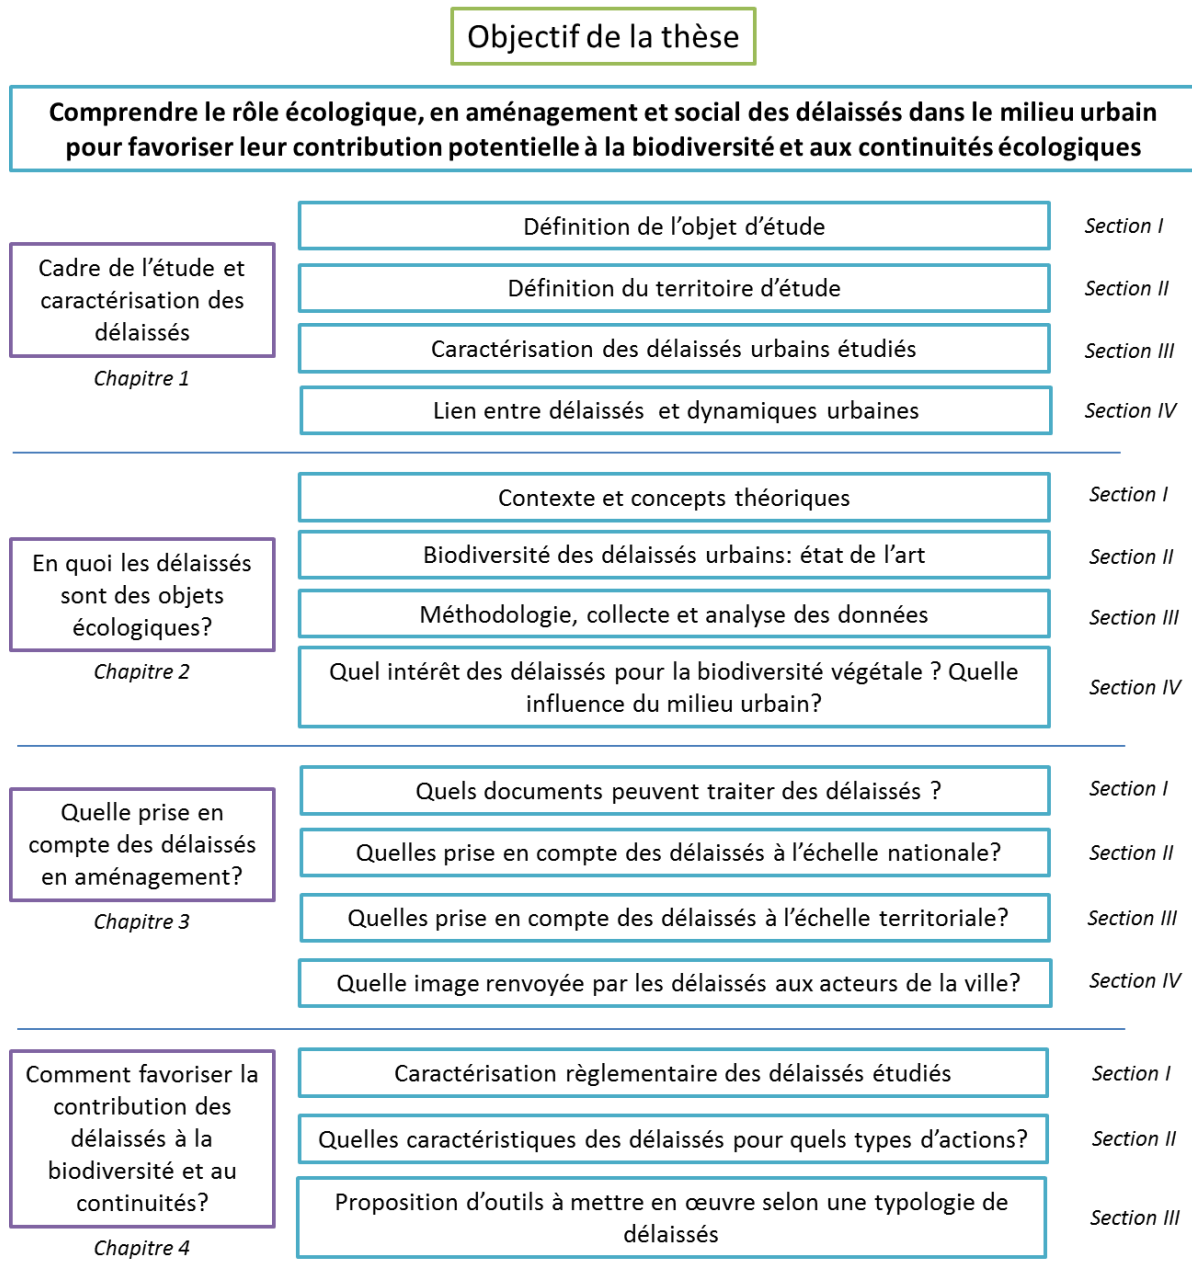 Objectif de la thèse
Comprendre le rôle écologique, en aménagement et social des délaissés dans le milieu urbain
pour favoriser leur contribution potentielle à la biodiversité et aux continuités écologiques
Cadre de l'étude et
caractérisation des
délaissés
Chapitre 1
Définition de l'objet d'étude
Section I
Définition du territoire d'étude
Section II
Caractérisation des délaissés urbains étudiés
Section III
Lien entre délaissés et dynamiques urbaines
Section IV
En quoi les délaissés
sont des objets
écologiques?
Chapitre 2
Contexte et concepts théoriques
Section I
Biodiversité des délaissés urbains: état de l'art
Section II
Méthodologie, collecte et analyse des données
Section III
Quel intérêt des délaissés pour la biodiversité végétale ? Quelle
influence du milieu urbain?
Section IV
Quelle prise en
compte des délaissés
en aménagement?
Chapitre 3
Quels documents peuvent traiter des délaissés ?
Section I
Quelles prise en compte des délaissés à l'échelle nationale?
Section II
Quelles prise en compte des délaissés à l'échelle territoriale?
Section III
Quelle image renvoyée par les délaissés aux acteurs de la ville?
Section IV
Comment favoriser la
contribution des
délaissés à la
biodiversité et au
continuités?
Chapitre 4
Caractérisation règlementaire des délaissés étudiés
Section I
Quelles caractéristiques des délaissés pour quels types d'actions?
Section II
Proposition d'outils à mettre en œuvre selon une typologie de
délaissés
Section III